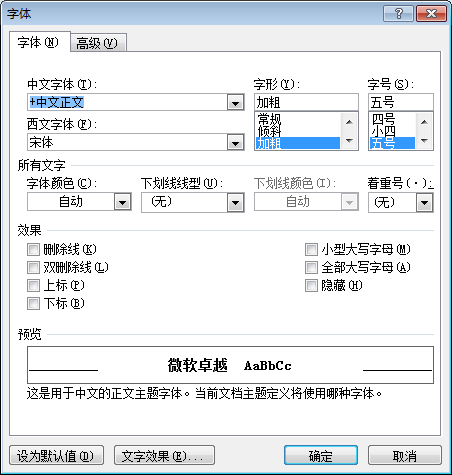 字体
字体(N) 高级(V)
中文字体(T): 字形(Y): 字号(S):
+中文正文 加粗 五号
西文字体(F): 常规 四号
倾斜 小四
宋体 加粗 五号
所有文字
字体颜色(C): 下划线线型(U): 下划线颜色(I): 着重号(·):
自动 (无) 自动 (无)
效果
删除线(K) 小型大写字母(M)
双删除线(L) 全部大写字母(A)
上标(P) 隐藏(H)
下标(B)
预览
微软卓越 AaBbCc
这是用于中文的正文主题字体。当前文档主题定义将使用哪种字体。
设为默认值(D) 文字效果(E)... 确定 取消